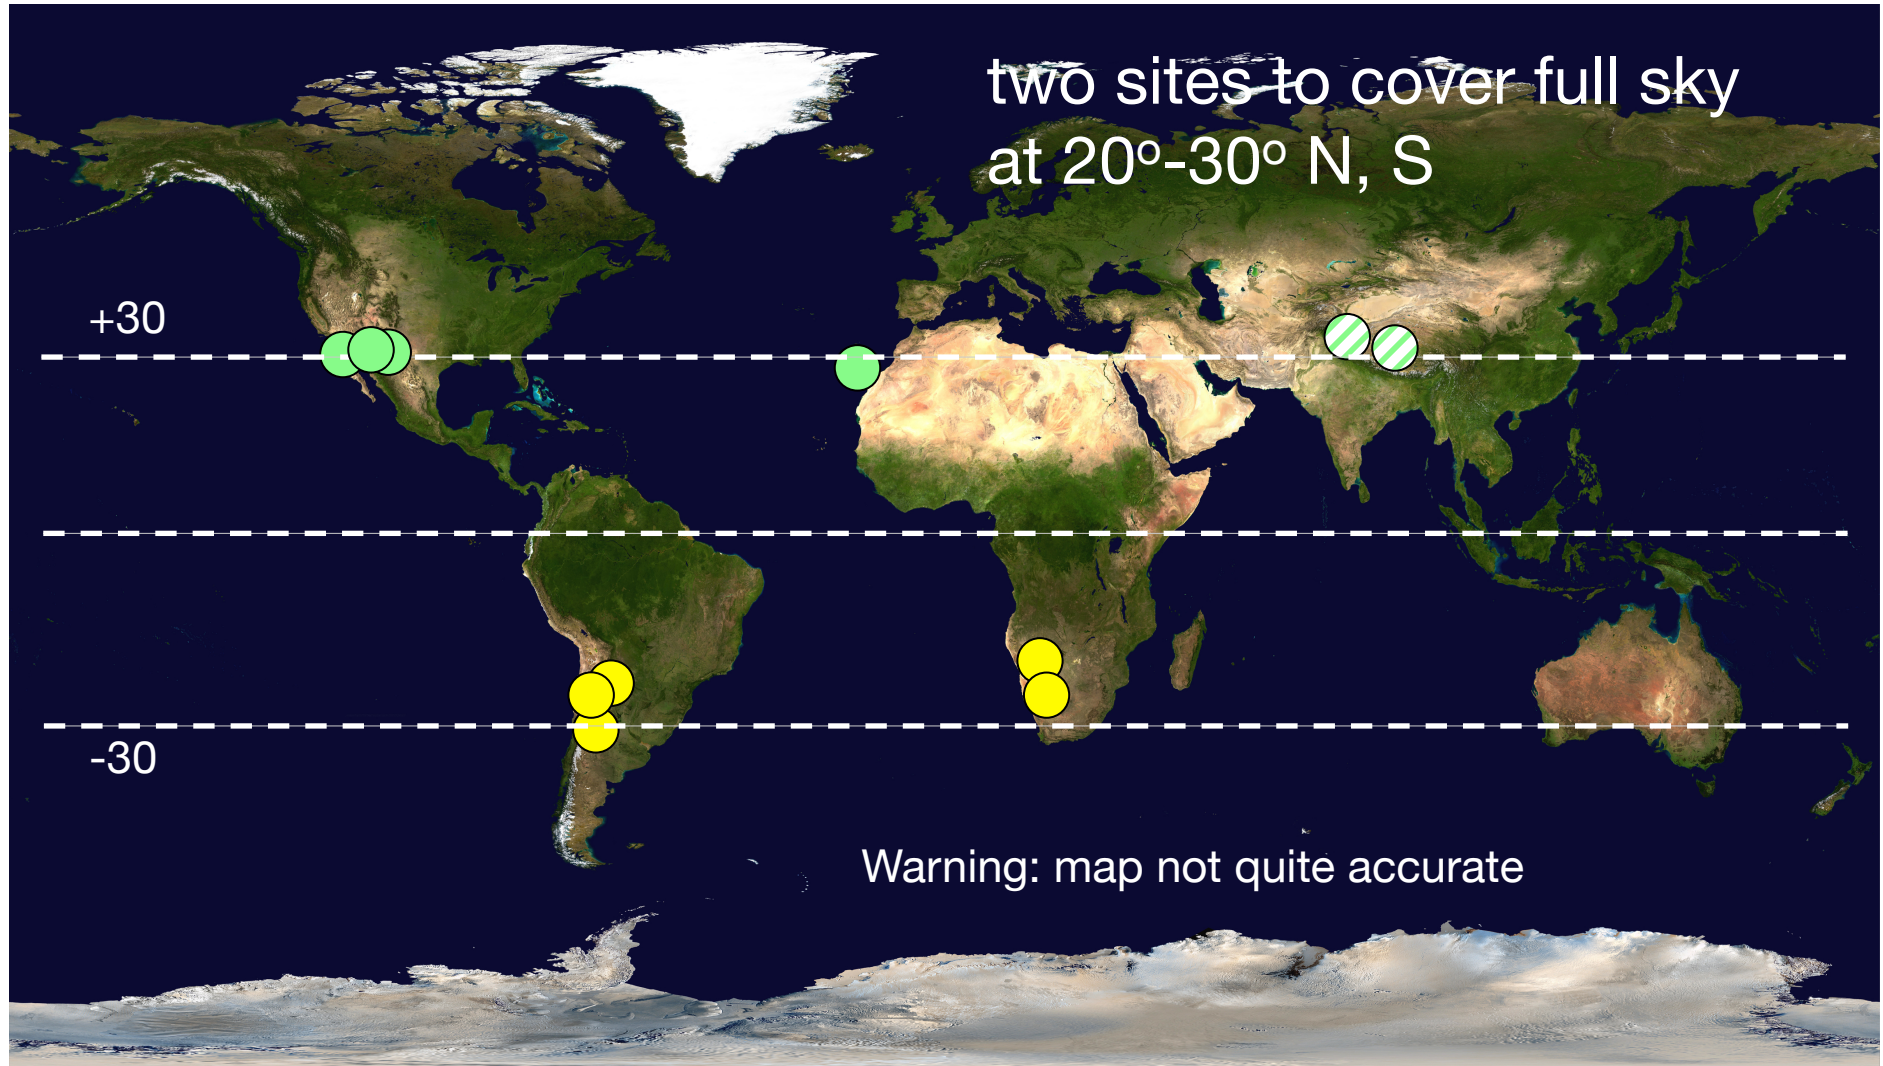 two sites to cover full sky
at 20º-30º N, S
+30
-30
Warning: map not quite accurate